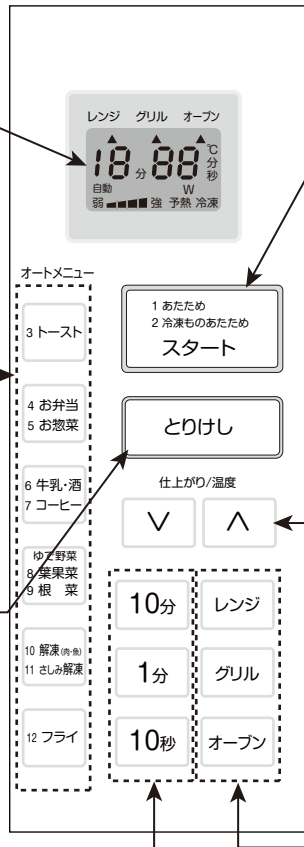 レンジ グリル オーブン
18分88℃分秒
自動 W
弱 強 予熱 冷凍
オートメニュー
3 トースト
4 お弁当
5 お惣菜
6 牛乳・酒
7 コーヒー
ゆで野菜
8 葉果菜
9 根 菜
10 解凍(肉・魚)
11 さしみ解凍
12 フライ
1 あたため
2 冷凍ものあたため
スタート
とりけし
仕上がり/温度
∨ ∧
10分 レンジ
1分 グリル
10秒 オーブン